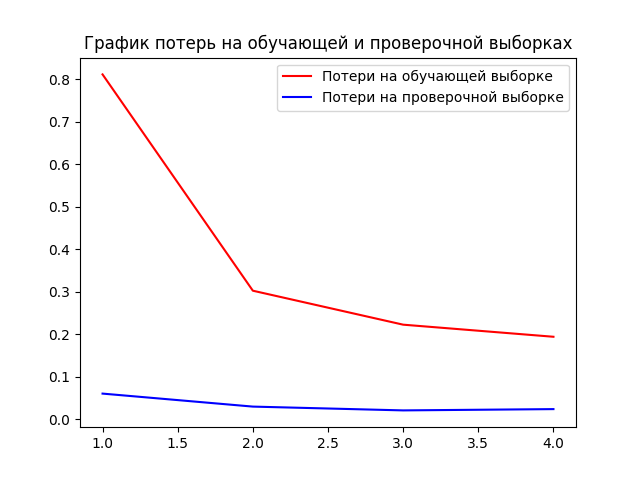 График потерь на обучающей и проверочной выборках
Потери на обучающей выборке
Потери на проверочной выборке
0.8
0.7
0.6
0.5
0.4
0.3
0.2
0.1
0.0
1.0 1.5 2.0 2.5 3.0 3.5 4.0